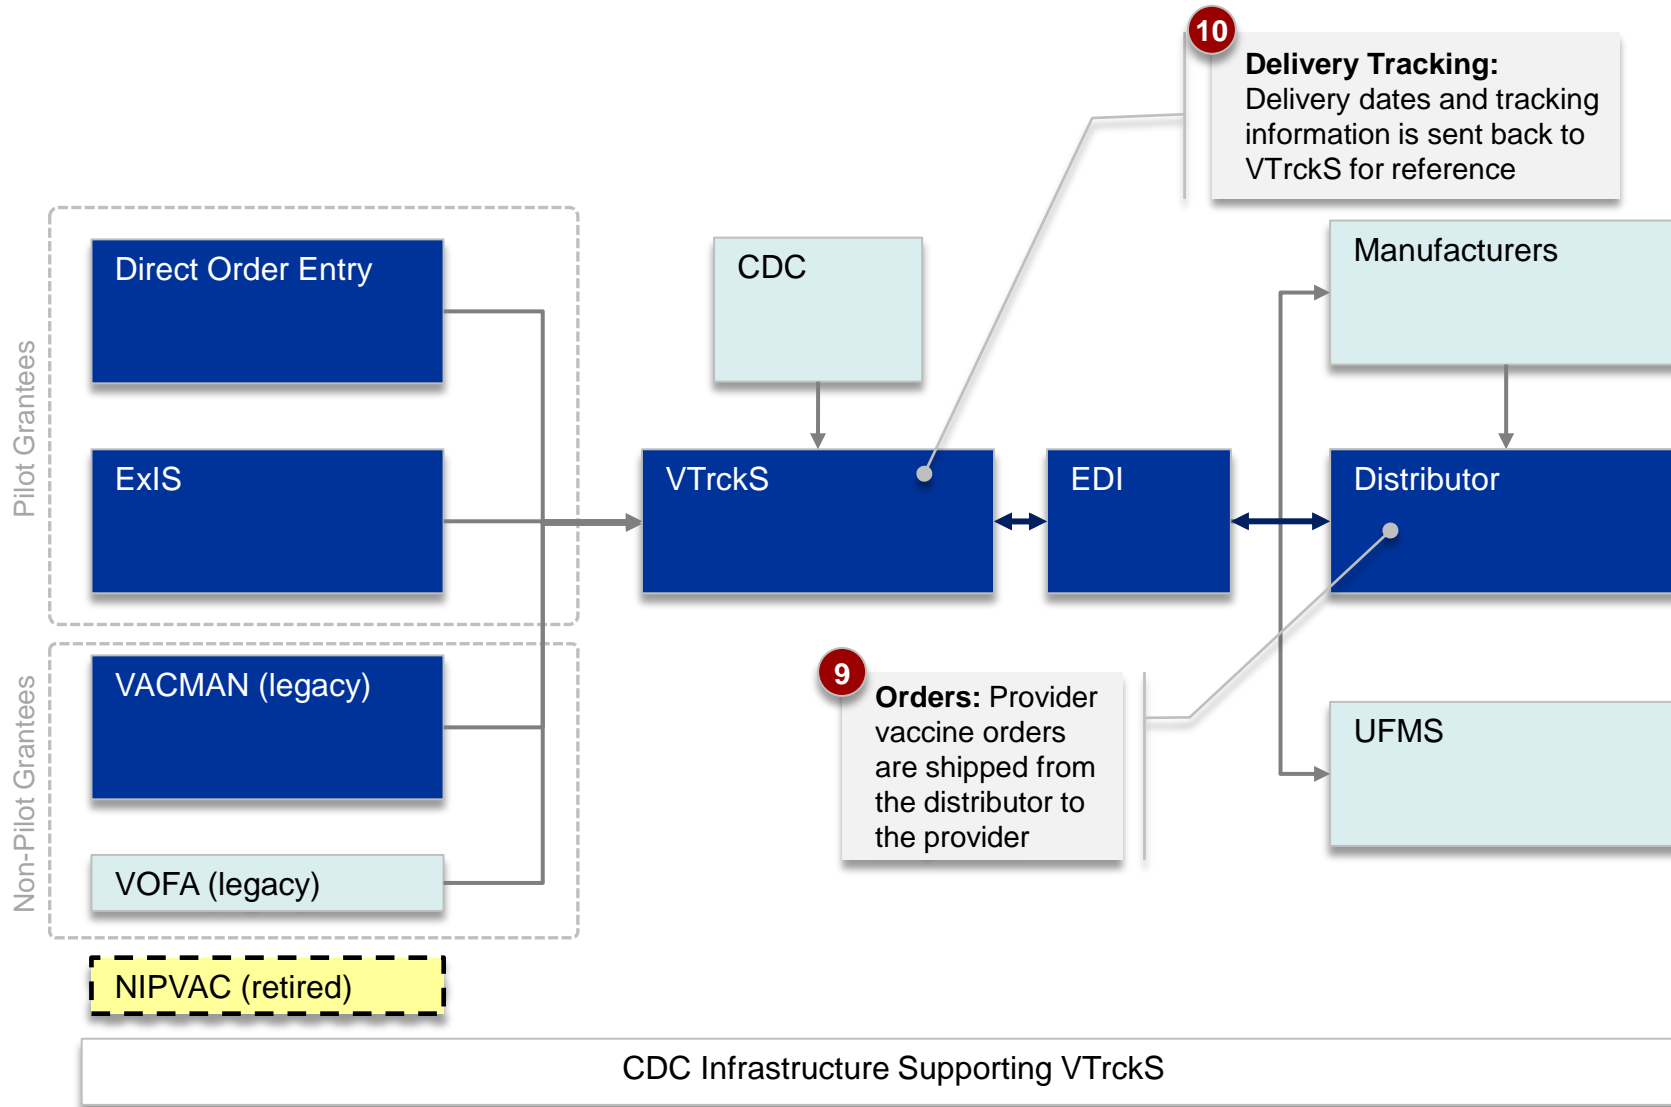 10
Delivery Tracking:
Delivery dates and tracking
information is sent back to
VTrckS for reference
Pilot Grantees
Direct Order Entry
CDC
Manufacturers
ExIS
VTrckS
EDI
Distributor
Non-Pilot Grantees
VACMAN (legacy)
9
Orders: Provider
vaccine orders
are shipped from
the distributor to
the provider
UFMS
VOFA (legacy)
NIPVAC (retired)
CDC Infrastructure Supporting VTrckS